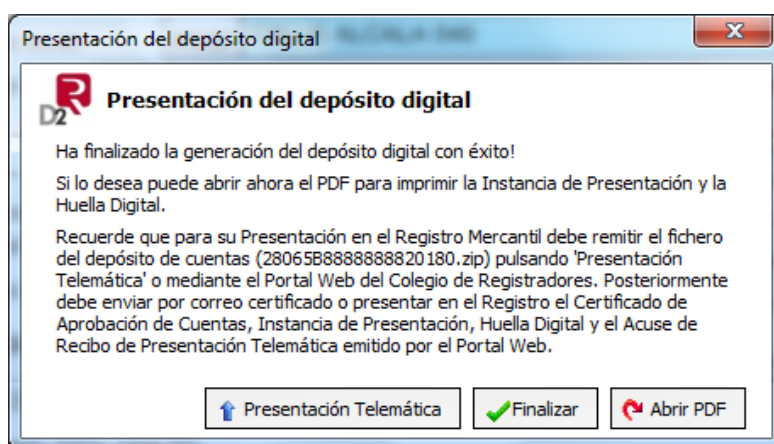 Presentación del depósito digital
D2R
Presentación del depósito digital
Ha finalizado la generación del depósito digital con éxito!
Si lo desea puede abrir ahora el PDF para imprimir la Instancia de Presentación y la
Huella Digital.
Recuerde que para su Presentación en el Registro Mercantil debe remitir el fichero
del depósito de cuentas (28065B8888888820180.zip) pulsando 'Presentación
Telemática' o mediante el Portal Web del Colegio de Registradores. Posteriormente
debe enviar por correo certificado o presentar en el Registro el Certificado de
Aprobación de Cuentas, Instancia de Presentación, Huella Digital y el Acuse de
Recibo de Presentación Telemática emitido por el Portal Web.
Presentación Telemática
Finalizar
Abrir PDF